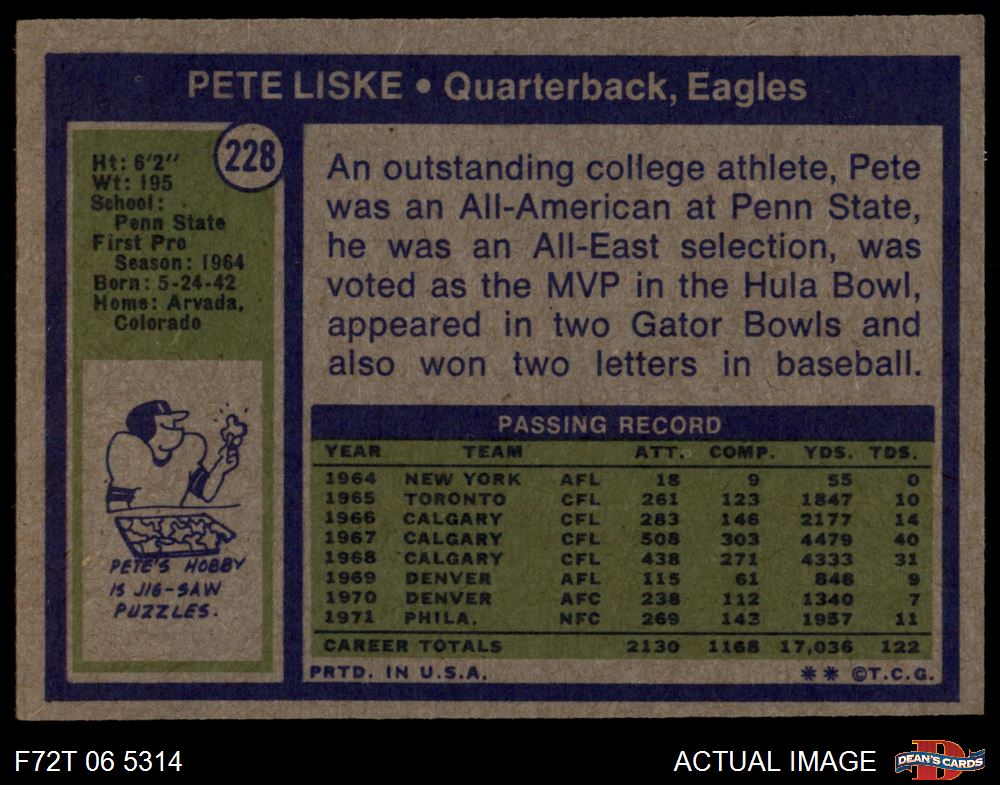 PETE LISKE • Quarterback, Eagles
228
Ht: 6'2''
Wt: 195
School:
Penn State
First Pro
Season: 1964
Born: 5-24-42
Home: Arvada,
Colorado
PETE'S HOBBY
IS JIG-SAW
PUZZLES.
An outstanding college athlete, Pete
was an All-American at Penn State,
he was an All-East selection, was
voted as the MVP in the Hula Bowl,
appeared in two Gator Bowls and
also won two letters in baseball.
PASSING RECORD
YEAR TEAM ATT. COMP. YDS. TDS.
1964 NEW YORK AFL 18 9 55 0
1965 TORONTO CFL 261 123 1847 10
1966 CALGARY CFL 283 146 2177 14
1967 CALGARY CFL 508 303 4479 40
1968 CALGARY CFL 438 271 4333 31
1969 DENVER AFL 115 61 848 9
1970 DENVER AFC 238 112 1340 7
1971 PHILA. NFC 269 143 1957 11
CAREER TOTALS 2130 1168 17,036 122
PRTD. IN U.S.A. ** ©T.C.G.
F72T 06 5314
ACTUAL IMAGE
D
DEAN'S CARDS